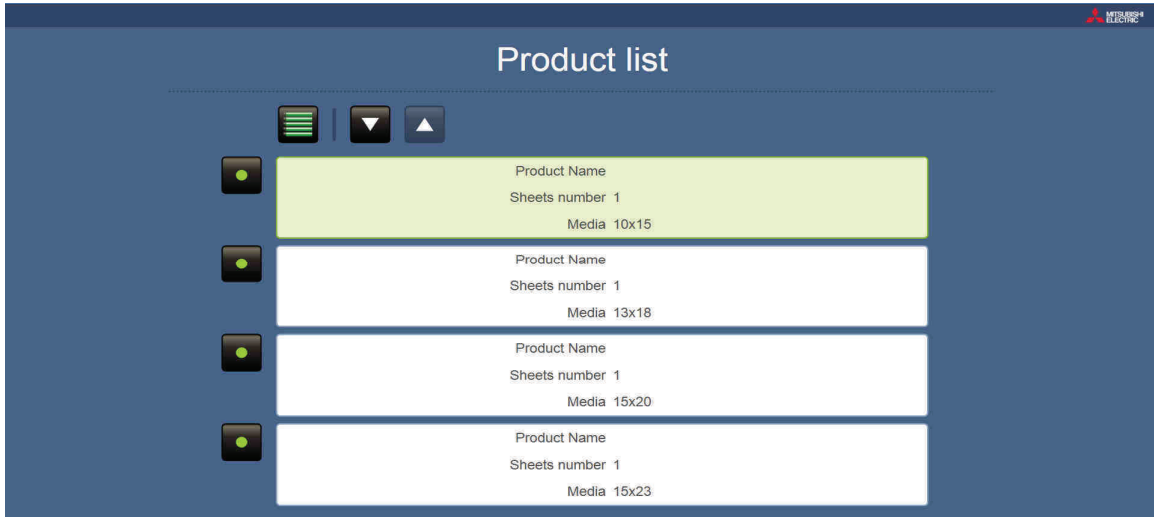 MITSUBISHI
ELECTRIC
Product list
Product Name
Sheets number 1
Media 10x15
Product Name
Sheets number 1
Media 13x18
Product Name
Sheets number 1
Media 15x20
Product Name
Sheets number 1
Media 15x23